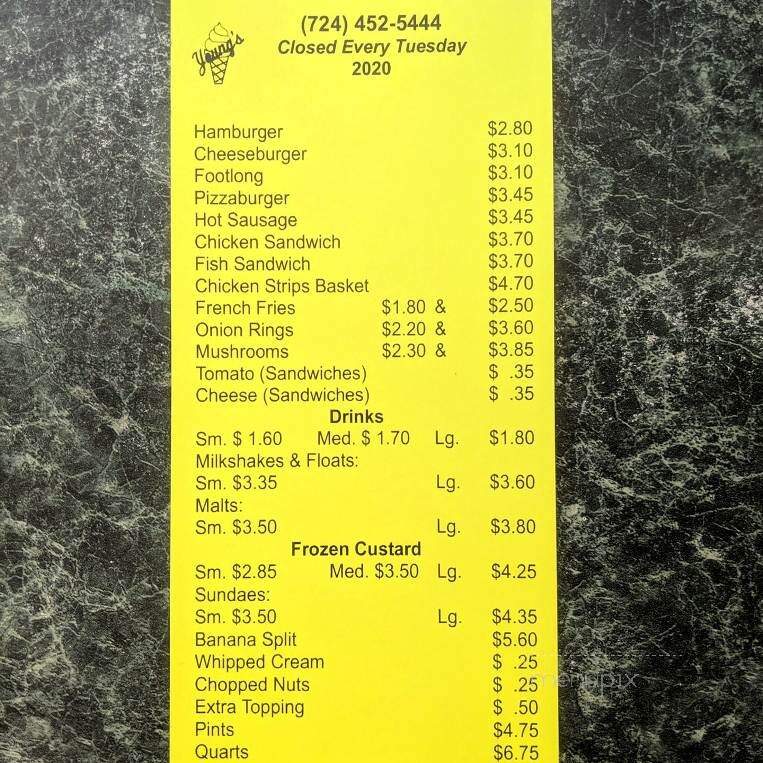 (724) 452-5444
Young's
Closed Every Tuesday
2020
Hamburger $2.80
Cheeseburger $3.10
Footlong $3.10
Pizzaburger $3.45
Hot Sausage $3.45
Chicken Sandwich $3.70
Fish Sandwich $3.70
Chicken Strips Basket $4.70
French Fries $1.80 & $2.50
Onion Rings $2.20 & $3.60
Mushrooms $2.30 & $3.85
Tomato (Sandwiches) $ .35
Cheese (Sandwiches) $ .35
Drinks
Sm. $ 1.60 Med. $ 1.70 Lg. $1.80
Milkshakes & Floats:
Sm. $3.35 Lg. $3.60
Malts:
Sm. $3.50 Lg. $3.80
Frozen Custard
Sm. $2.85 Med. $3.50 Lg. $4.25
Sundaes:
Sm. $3.50 Lg. $4.35
Banana Split $5.60
Whipped Cream $ .25
Chopped Nuts $ .25
menupix
Extra Topping $ .50
Pints $4.75
Quarts $6.75